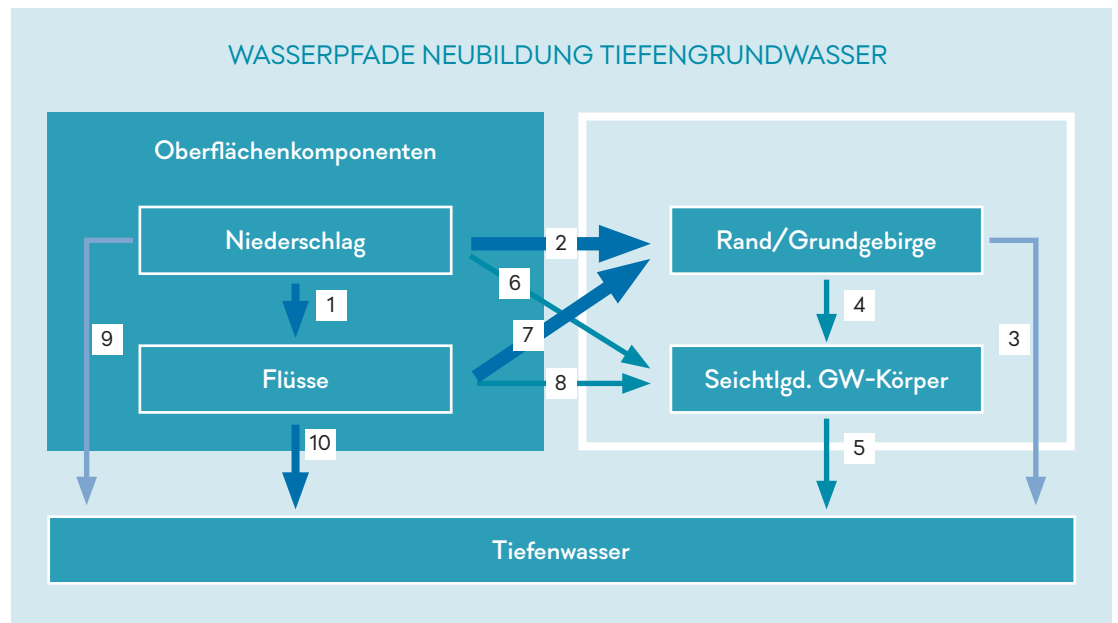 WASSERPFADE NEUBILDUNG TIEFENGRUNDWASSER
Oberflächenkomponenten
Niederschlag
2
Rand/Grundgebirge
6
1
4
9
7
3
Flüsse
8
Seichtlgd. GW-Körper
10
5
Tiefenwasser